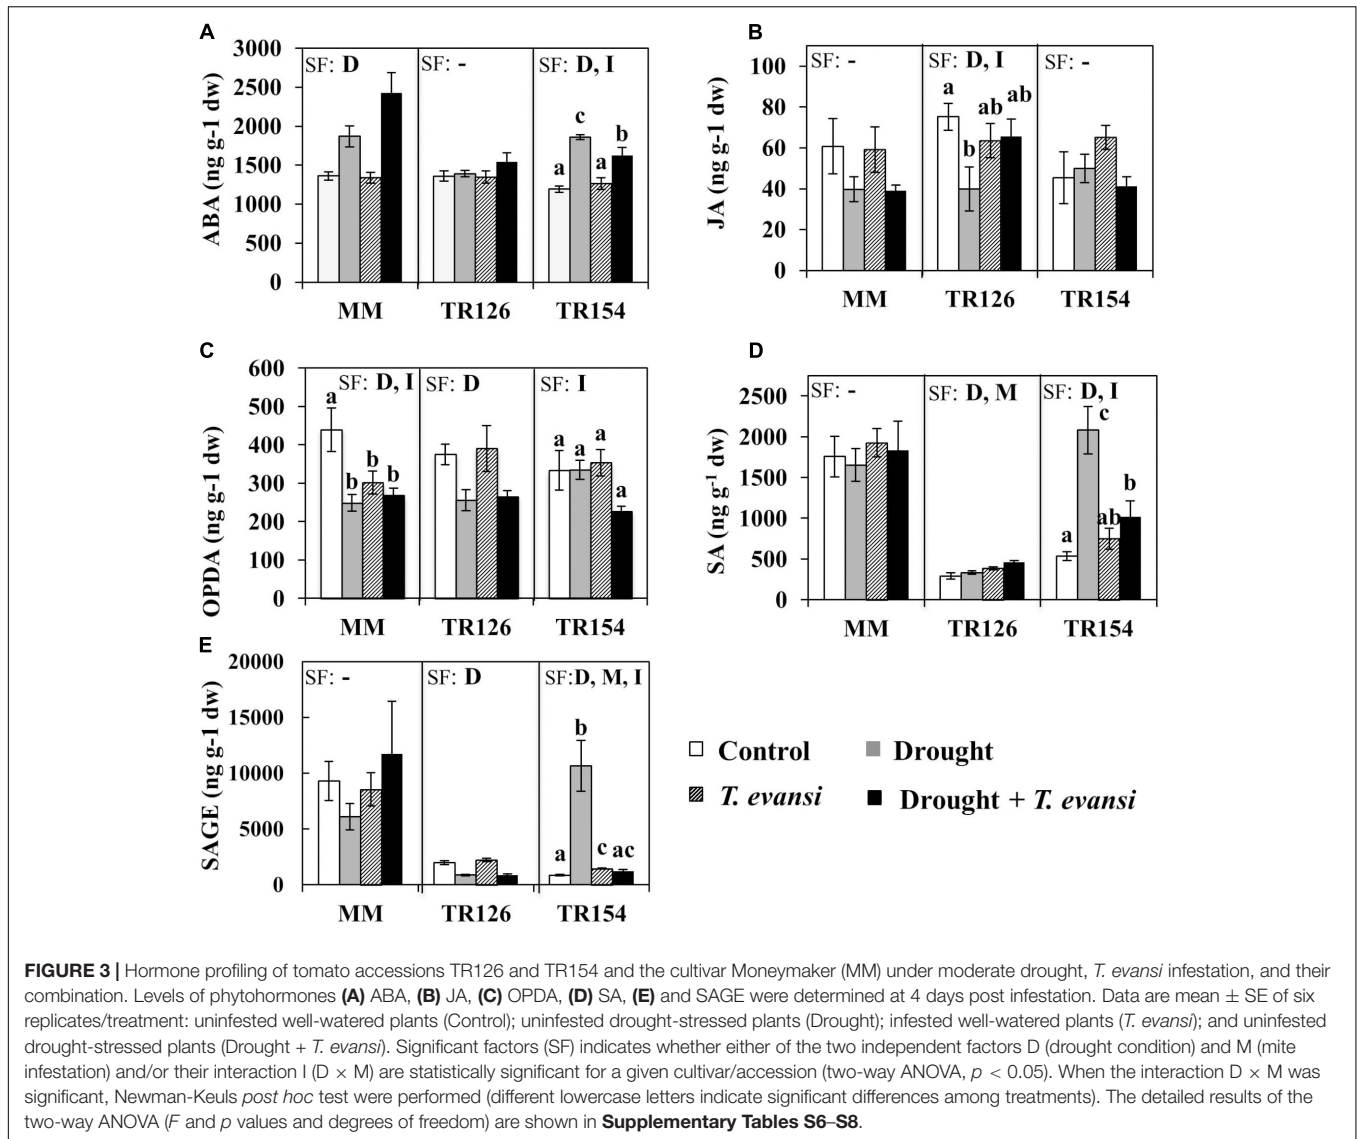 A
3000
2500
2000
1500
1000
500
0
ABA (ng g-1 dw)
SF: D
SF: -
SF: D, I
a c a b
MM TR126 TR154
B
100
80
60
40
20
0
JA (ng g-1 dw)
SF: -
SF: D, I
SF: -
a b ab ab
MM TR126 TR154
C
600
500
400
300
200
100
0
OPDA (ng g-1 dw)
SF: D, I
SF: D
SF: I
a b b b
a a a a
MM TR126 TR154
D
2500
2000
1500
1000
500
0
SA (ng g⁻¹ dw)
SF: -
SF: D, M
SF: D, I
a c ab b
MM TR126 TR154
E
20000
15000
10000
5000
0
SAGE (ng g-1 dw)
SF: -
SF: D
SF:D, M, I
a b c ac
MM TR126 TR154
Control Drought
T. evansi Drought + T. evansi
FIGURE 3 | Hormone profiling of tomato accessions TR126 and TR154 and the cultivar Moneymaker (MM) under moderate drought, T. evansi infestation, and their
combination. Levels of phytohormones (A) ABA, (B) JA, (C) OPDA, (D) SA, (E) and SAGE were determined at 4 days post infestation. Data are mean ± SE of six
replicates/treatment: uninfested well-watered plants (Control); uninfested drought-stressed plants (Drought); infested well-watered plants (T. evansi); and uninfested
drought-stressed plants (Drought + T. evansi). Significant factors (SF) indicates whether either of the two independent factors D (drought condition) and M (mite
infestation) and/or their interaction I (D × M) are statistically significant for a given cultivar/accession (two-way ANOVA, p < 0.05). When the interaction D × M was
significant, Newman-Keuls post hoc test were performed (different lowercase letters indicate significant differences among treatments). The detailed results of the
two-way ANOVA (F and p values and degrees of freedom) are shown in Supplementary Tables S6–S8.